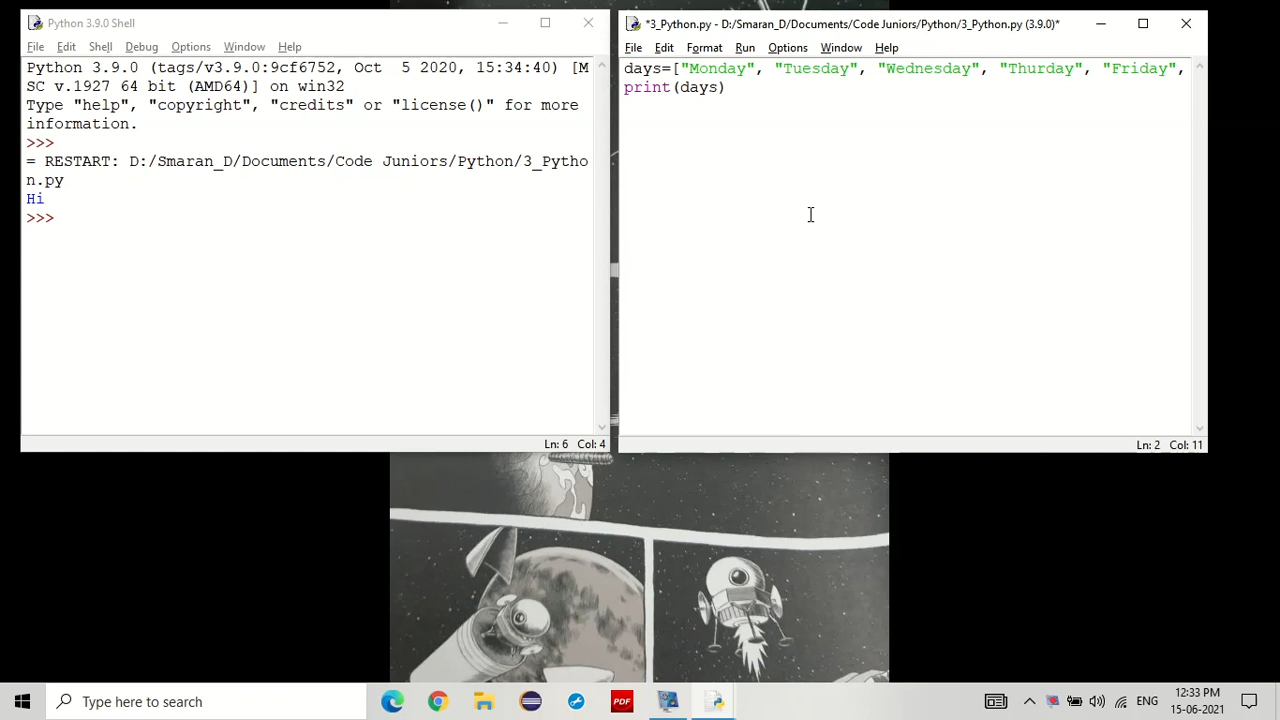 Python 3.9.0 Shell
File Edit Shell Debug Options Window Help
Python 3.9.0 (tags/v3.9.0:9cf6752, Oct  5 2020, 15:34:40) [M
SC v.1927 64 bit (AMD64)] on win32
Type "help", "copyright", "credits" or "license()" for more
information.
>>>
= RESTART: D:/Smaran_D/Documents/Code Juniors/Python/3_Pytho
n.py
Hi
>>>
Ln: 6 Col: 4
*3_Python.py - D:/Smaran_D/Documents/Code Juniors/Python/3_Python.py (3.9.0)*
File Edit Format Run Options Window Help
days=["Monday", "Tuesday", "Wednesday", "Thurday", "Friday",
print(days)
Ln: 2 Col: 11
Type here to search
PDF
ENG
12:33 PM
15-06-2021